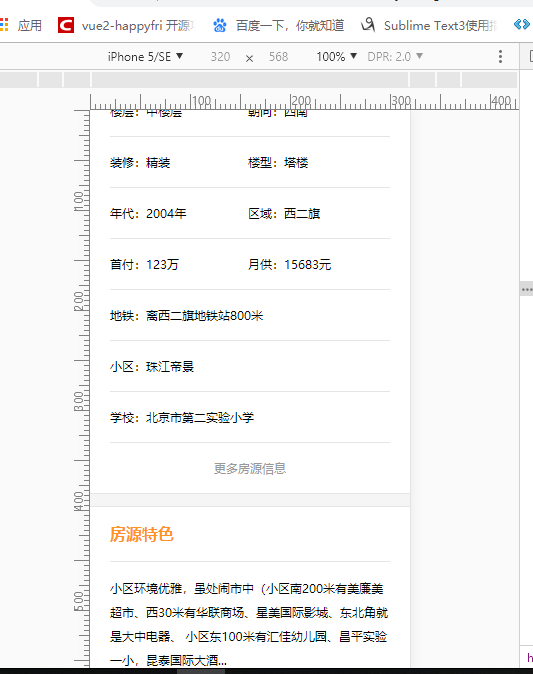 应用
vue2-happyfri 开源
百度一下，你就知道
Sublime Text3使用
iPhone 5/SE ▼ 320 × 568 100% ▼ DPR: 2.0 ▼
100 200 300 400
楼层：中楼层 朝向：西南
装修：精装 楼型：塔楼
100
年代：2004年 区域：西二旗
首付：123万 月供：15683元
200
地铁：离西二旗地铁站800米
小区：珠江帝景
300
学校：北京市第二实验小学
更多房源信息
400
房源特色
小区环境优雅，虽处闹市中（小区南200米有美廉美
500
超市、西30米有华联商场、星美国际影城、东北角就
是大中电器、 小区东100米有汇佳幼儿园、昌平实验
一小，昆泰国际大酒...